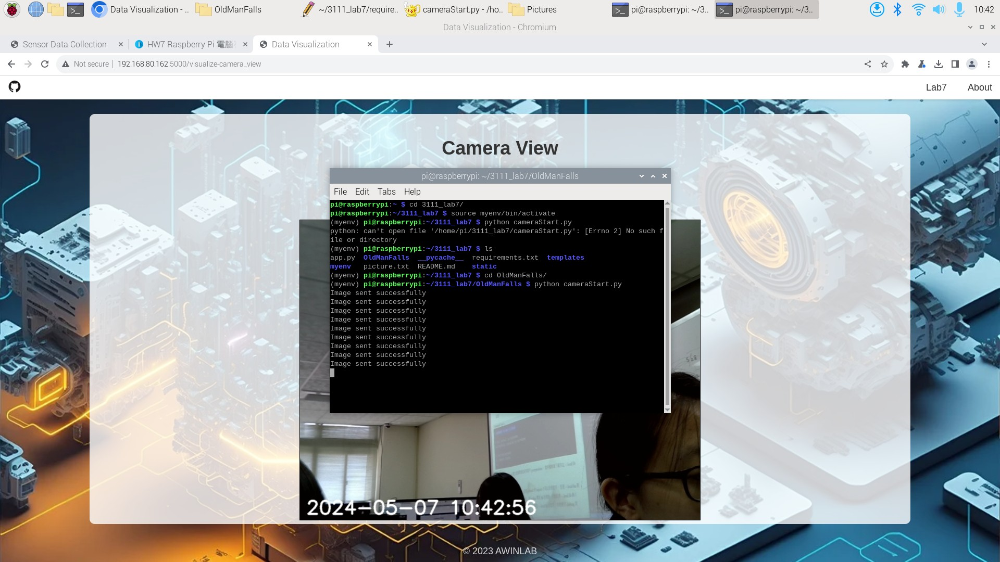 Data Visualization - ..
OldManFalls
~/3111_lab7/require..
cameraStart.py - /ho..
Pictures
pi@raspberrypi: ~/3..
pi@raspberrypi: ~/3..
10:42
Data Visualization - Chromium
Sensor Data Collection
HW7 Raspberry Pi 電腦
Data Visualization
Not secure
192.168.80.162:5000/visualize-camera_view
Lab7
About
Camera View
pi@raspberrypi: ~/3111_lab7/OldManFalls
File Edit Tabs Help
pi@raspberrypi:~ $ cd 3111_lab7/
pi@raspberrypi:~/3111_lab7 $ source myenv/bin/activate
(myenv) pi@raspberrypi:~/3111_lab7 $ python cameraStart.py
python: can't open file '/home/pi/3111_lab7/cameraStart.py': [Errno 2] No such f
ile or directory
(myenv) pi@raspberrypi:~/3111_lab7 $ ls
app.py OldManFalls __pycache__ requirements.txt templates
myenv picture.txt README.md static
(myenv) pi@raspberrypi:~/3111_lab7 $ cd OldManFalls/
(myenv) pi@raspberrypi:~/3111_lab7/OldManFalls $ python cameraStart.py
Image sent successfully
Image sent successfully
Image sent successfully
Image sent successfully
Image sent successfully
Image sent successfully
Image sent successfully
Image sent successfully
Image sent successfully
2024-05-07 10:42:56
© 2023 AWINLAB